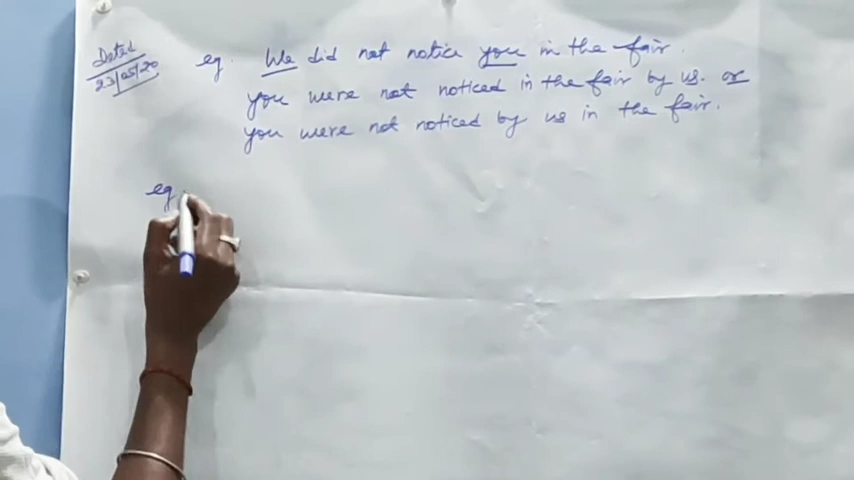 Dated
23/05/20
eg. We did not notice you in the fair.
you were not noticed in the fair by us. or
you were not noticed by us in the fair.
eg.